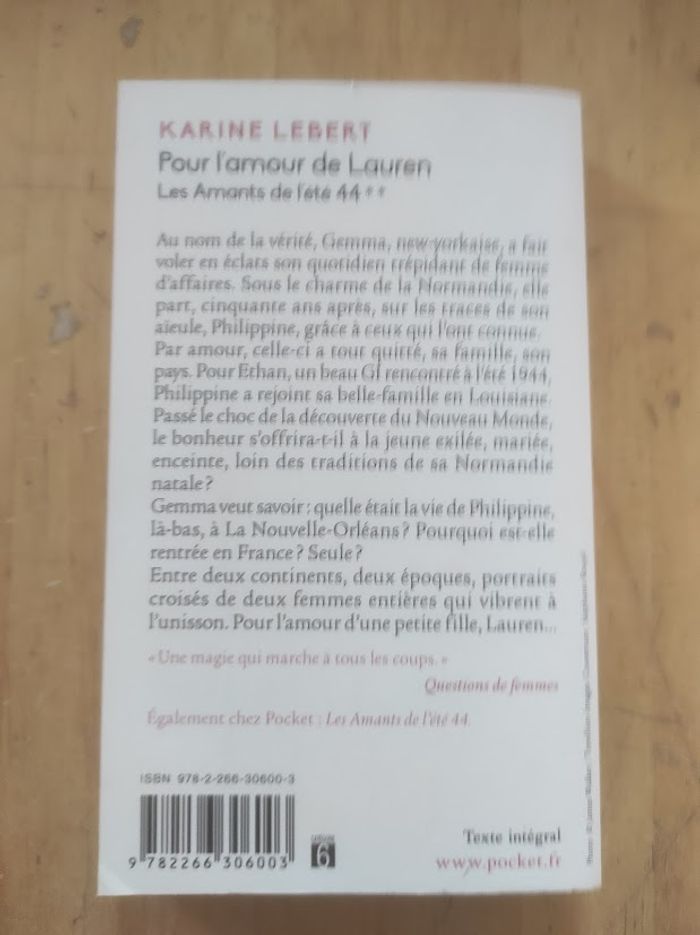 KARINE LEBERT
Pour l'amour de Lauren
Les Amants de l'été 44**
Au nom de la vérité, Gemma, new-yorkaise, a fait
voler en éclats son quotidien trépidant de femme
d'affaires. Sous le charme de la Normandie, elle
part, cinquante ans après, sur les traces de son
aïeule, Philippine, grâce à ceux qui l'ont connue.
Par amour, celle-ci a tout quitté, sa famille, son
pays. Pour Ethan, un beau GI rencontré à l'été 1944,
Philippine a rejoint sa belle-famille en Louisiane.
Passé le choc de la découverte du Nouveau Monde,
le bonheur s'offrira-t-il à la jeune exilée, mariée,
enceinte, loin des traditions de sa Normandie
natale ?
Gemma veut savoir : quelle était la vie de Philippine,
là-bas, à La Nouvelle-Orléans ? Pourquoi est-elle
rentrée en France ? Seule ?
Entre deux continents, deux époques, portraits
croisés de deux femmes entières qui vibrent à
l'unisson. Pour l'amour d'une petite fille, Lauren...
« Une magie qui marche à tous les coups. »
Questions de femmes
Également chez Pocket : Les Amants de l'été 44
ISBN 978-2-266-30600-3
9 782266 306003
6
Texte intégral
www.pocket.fr